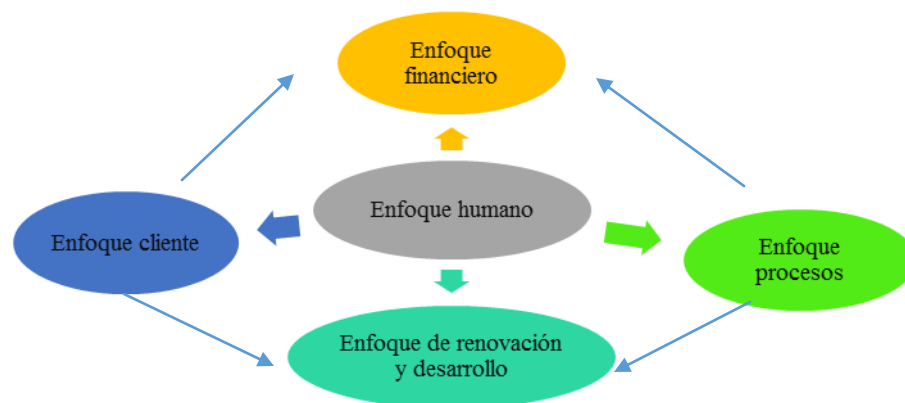 Enfoque
financiero
Enfoque humano
Enfoque cliente
Enfoque
procesos
Enfoque de renovación
y desarrollo